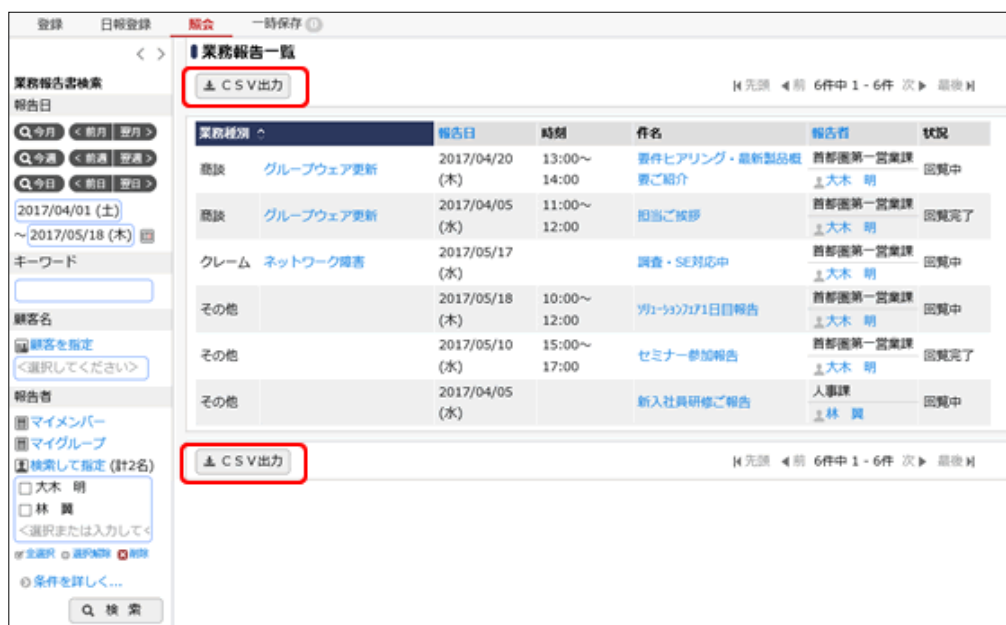 登録 日報登録 照会 一時保存 0
業務報告書検索
報告日
今月 < 前月 翌月 >
今週 < 前週 翌週 >
今日 < 前日 翌日 >
2017/04/01 (土)
～ 2017/05/18 (木)
キーワード
顧客名
顧客を指定
<選択してください>
報告者
マイメンバー
マイグループ
検索して指定 (計2名)
大木 明
林 翼
<選択または入力して<
全選択 選択解除 削除
条件を詳しく...
検 索
業務報告一覧
CSV出力 先頭 前 6件中 1 - 6件 次 最後
業務種別 報告日 時刻 件名 報告者 状況
商談 グループウェア更新 2017/04/20 (木) 13:00～14:00 要件ヒアリング・最新製品概要ご紹介 首都圏第一営業課 大木 明 回覧中
商談 グループウェア更新 2017/04/05 (水) 11:00～12:00 担当ご挨拶 首都圏第一営業課 大木 明 回覧完了
クレーム ネットワーク障害 2017/05/17 (水) 調査・SE対応中 首都圏第一営業課 大木 明 回覧中
その他 2017/05/18 (木) 10:00～12:00 ｿﾘｭｰｼｮﾝﾌｪｱ1日目報告 首都圏第一営業課 大木 明 回覧中
その他 2017/05/10 (水) 15:00～17:00 セミナー参加報告 首都圏第一営業課 大木 明 回覧完了
その他 2017/04/05 (水) 新入社員研修ご報告 人事課 林 翼 回覧中
CSV出力 先頭 前 6件中 1 - 6件 次 最後